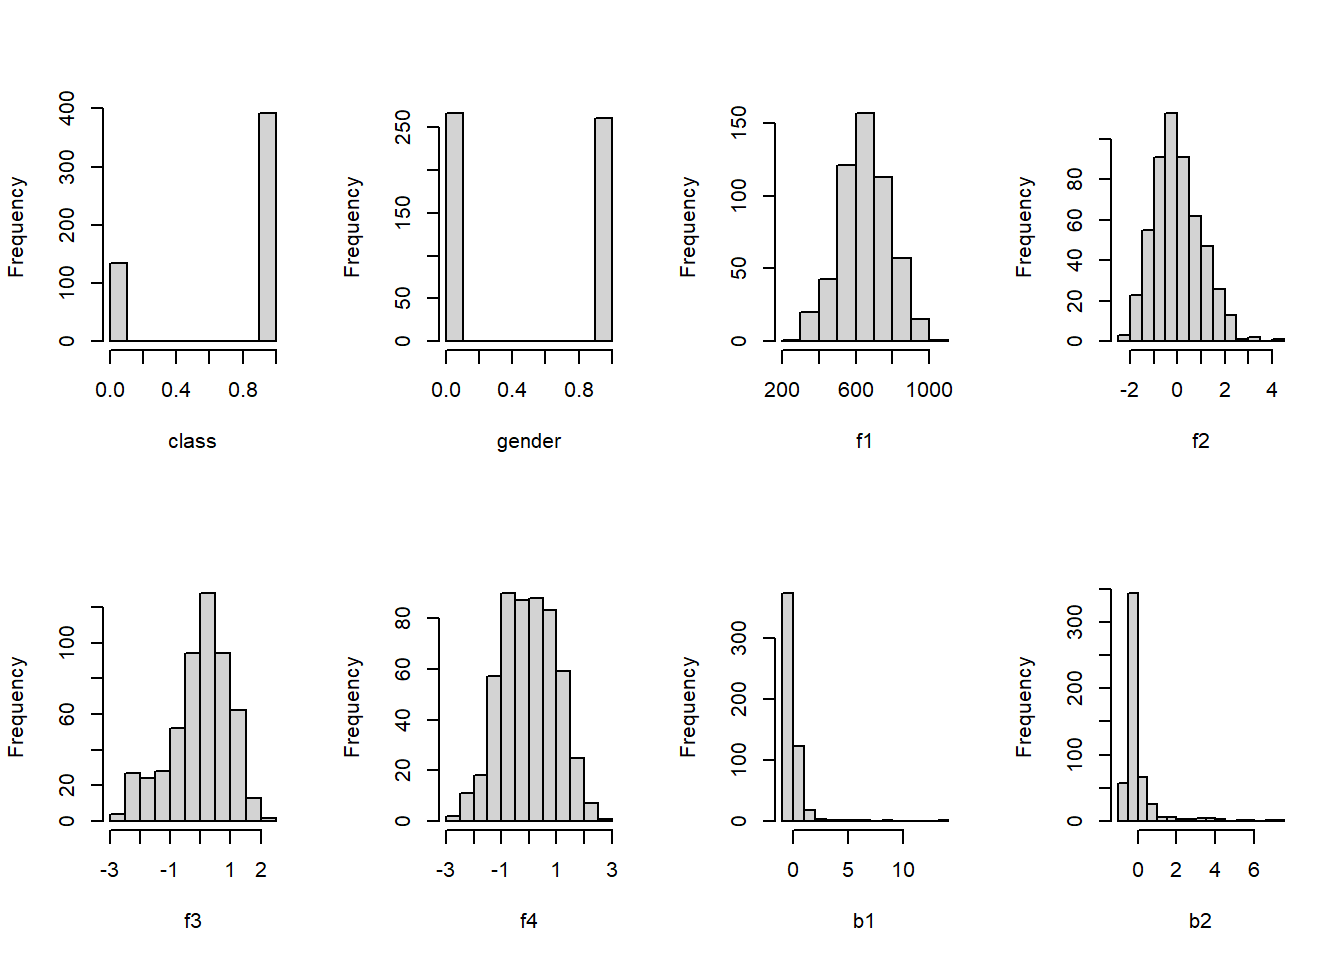 Frequency
0 100 200 300 400
0.0 0.4 0.8
class
Frequency
0 50 150 250
0.0 0.4 0.8
gender
Frequency
0 50 100 150
200 600 1000
f1
Frequency
0 20 40 60 80
-2 0 2 4
f2
Frequency
0 20 60 100
-3 -1 1 2
f3
Frequency
0 20 40 60 80
-3 -1 1 3
f4
Frequency
0 100 200 300
0 5 10
b1
Frequency
0 100 200 300
0 2 4 6
b2